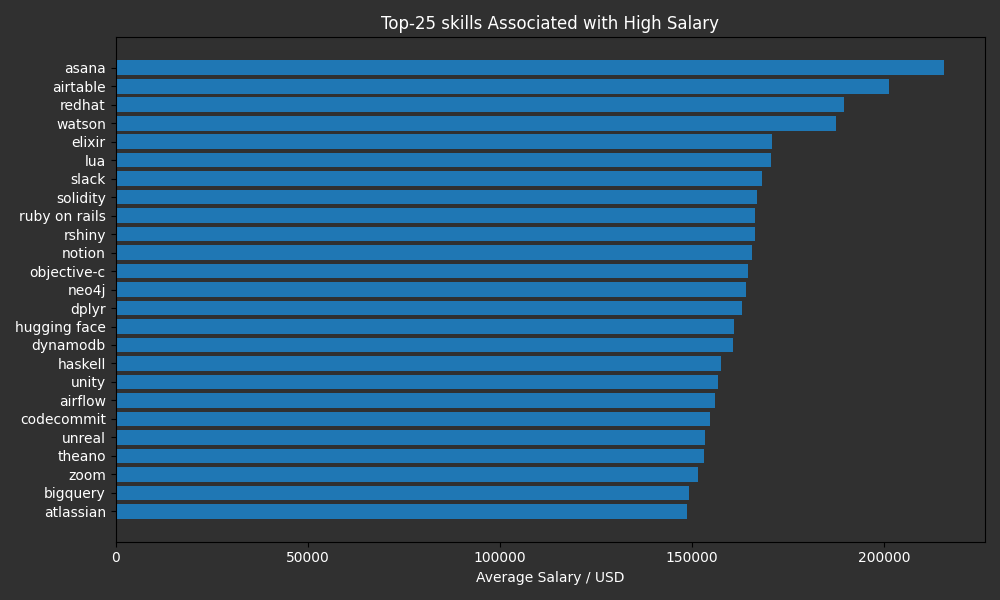 Top-25 skills Associated with High Salary
asana
airtable
redhat
watson
elixir
lua
slack
solidity
ruby on rails
rshiny
notion
objective-c
neo4j
dplyr
hugging face
dynamodb
haskell
unity
airflow
codecommit
unreal
theano
zoom
bigquery
atlassian
0 50000 100000 150000 200000
Average Salary / USD